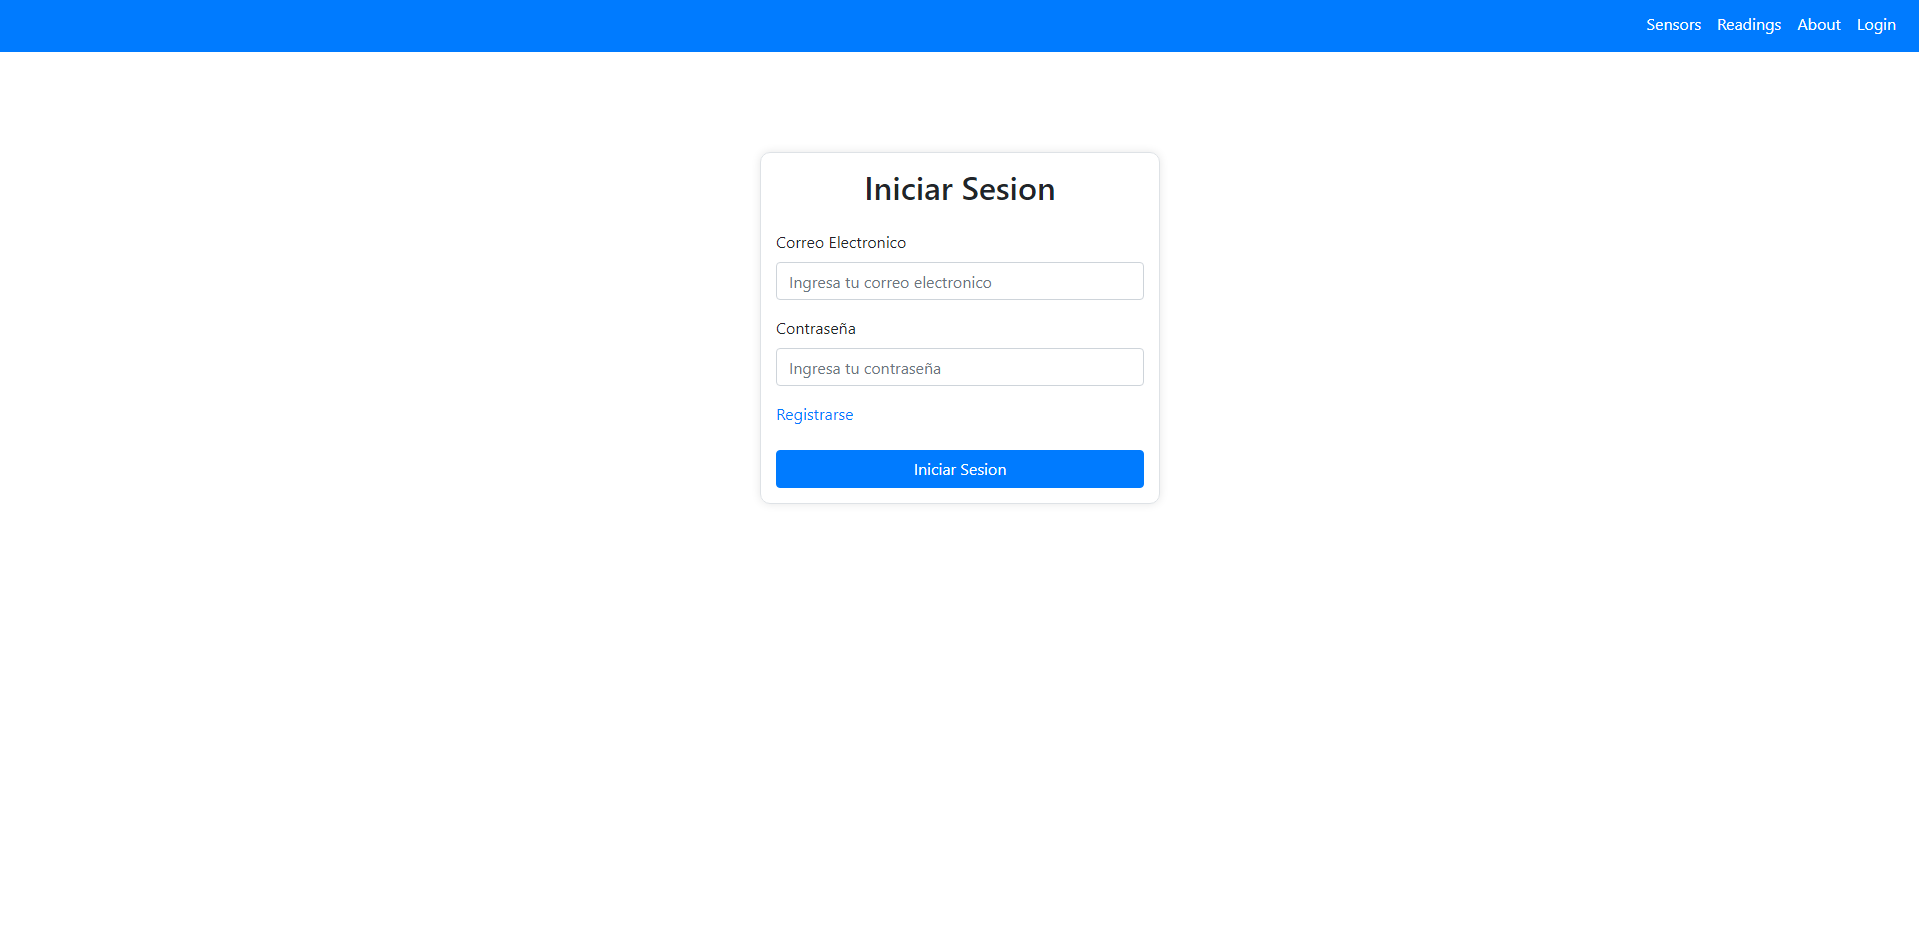 Sensors Readings About Login
Iniciar Sesion
Correo Electronico
Ingresa tu correo electronico
Contraseña
Ingresa tu contraseña
Registrarse
Iniciar Sesion